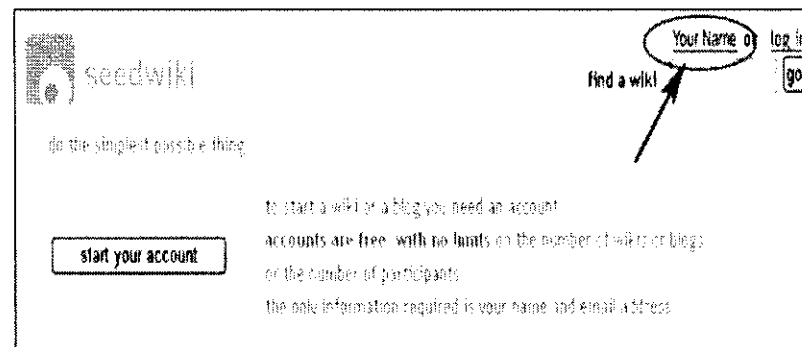 Your Name or log in
seedwiki
find a wiki
go
do the simplest possible thing
to start a wiki or a blog you need an account
accounts are free with no limits on the number of wikis or blogs
start your account
or the number of participants
the only information required is your name and email address